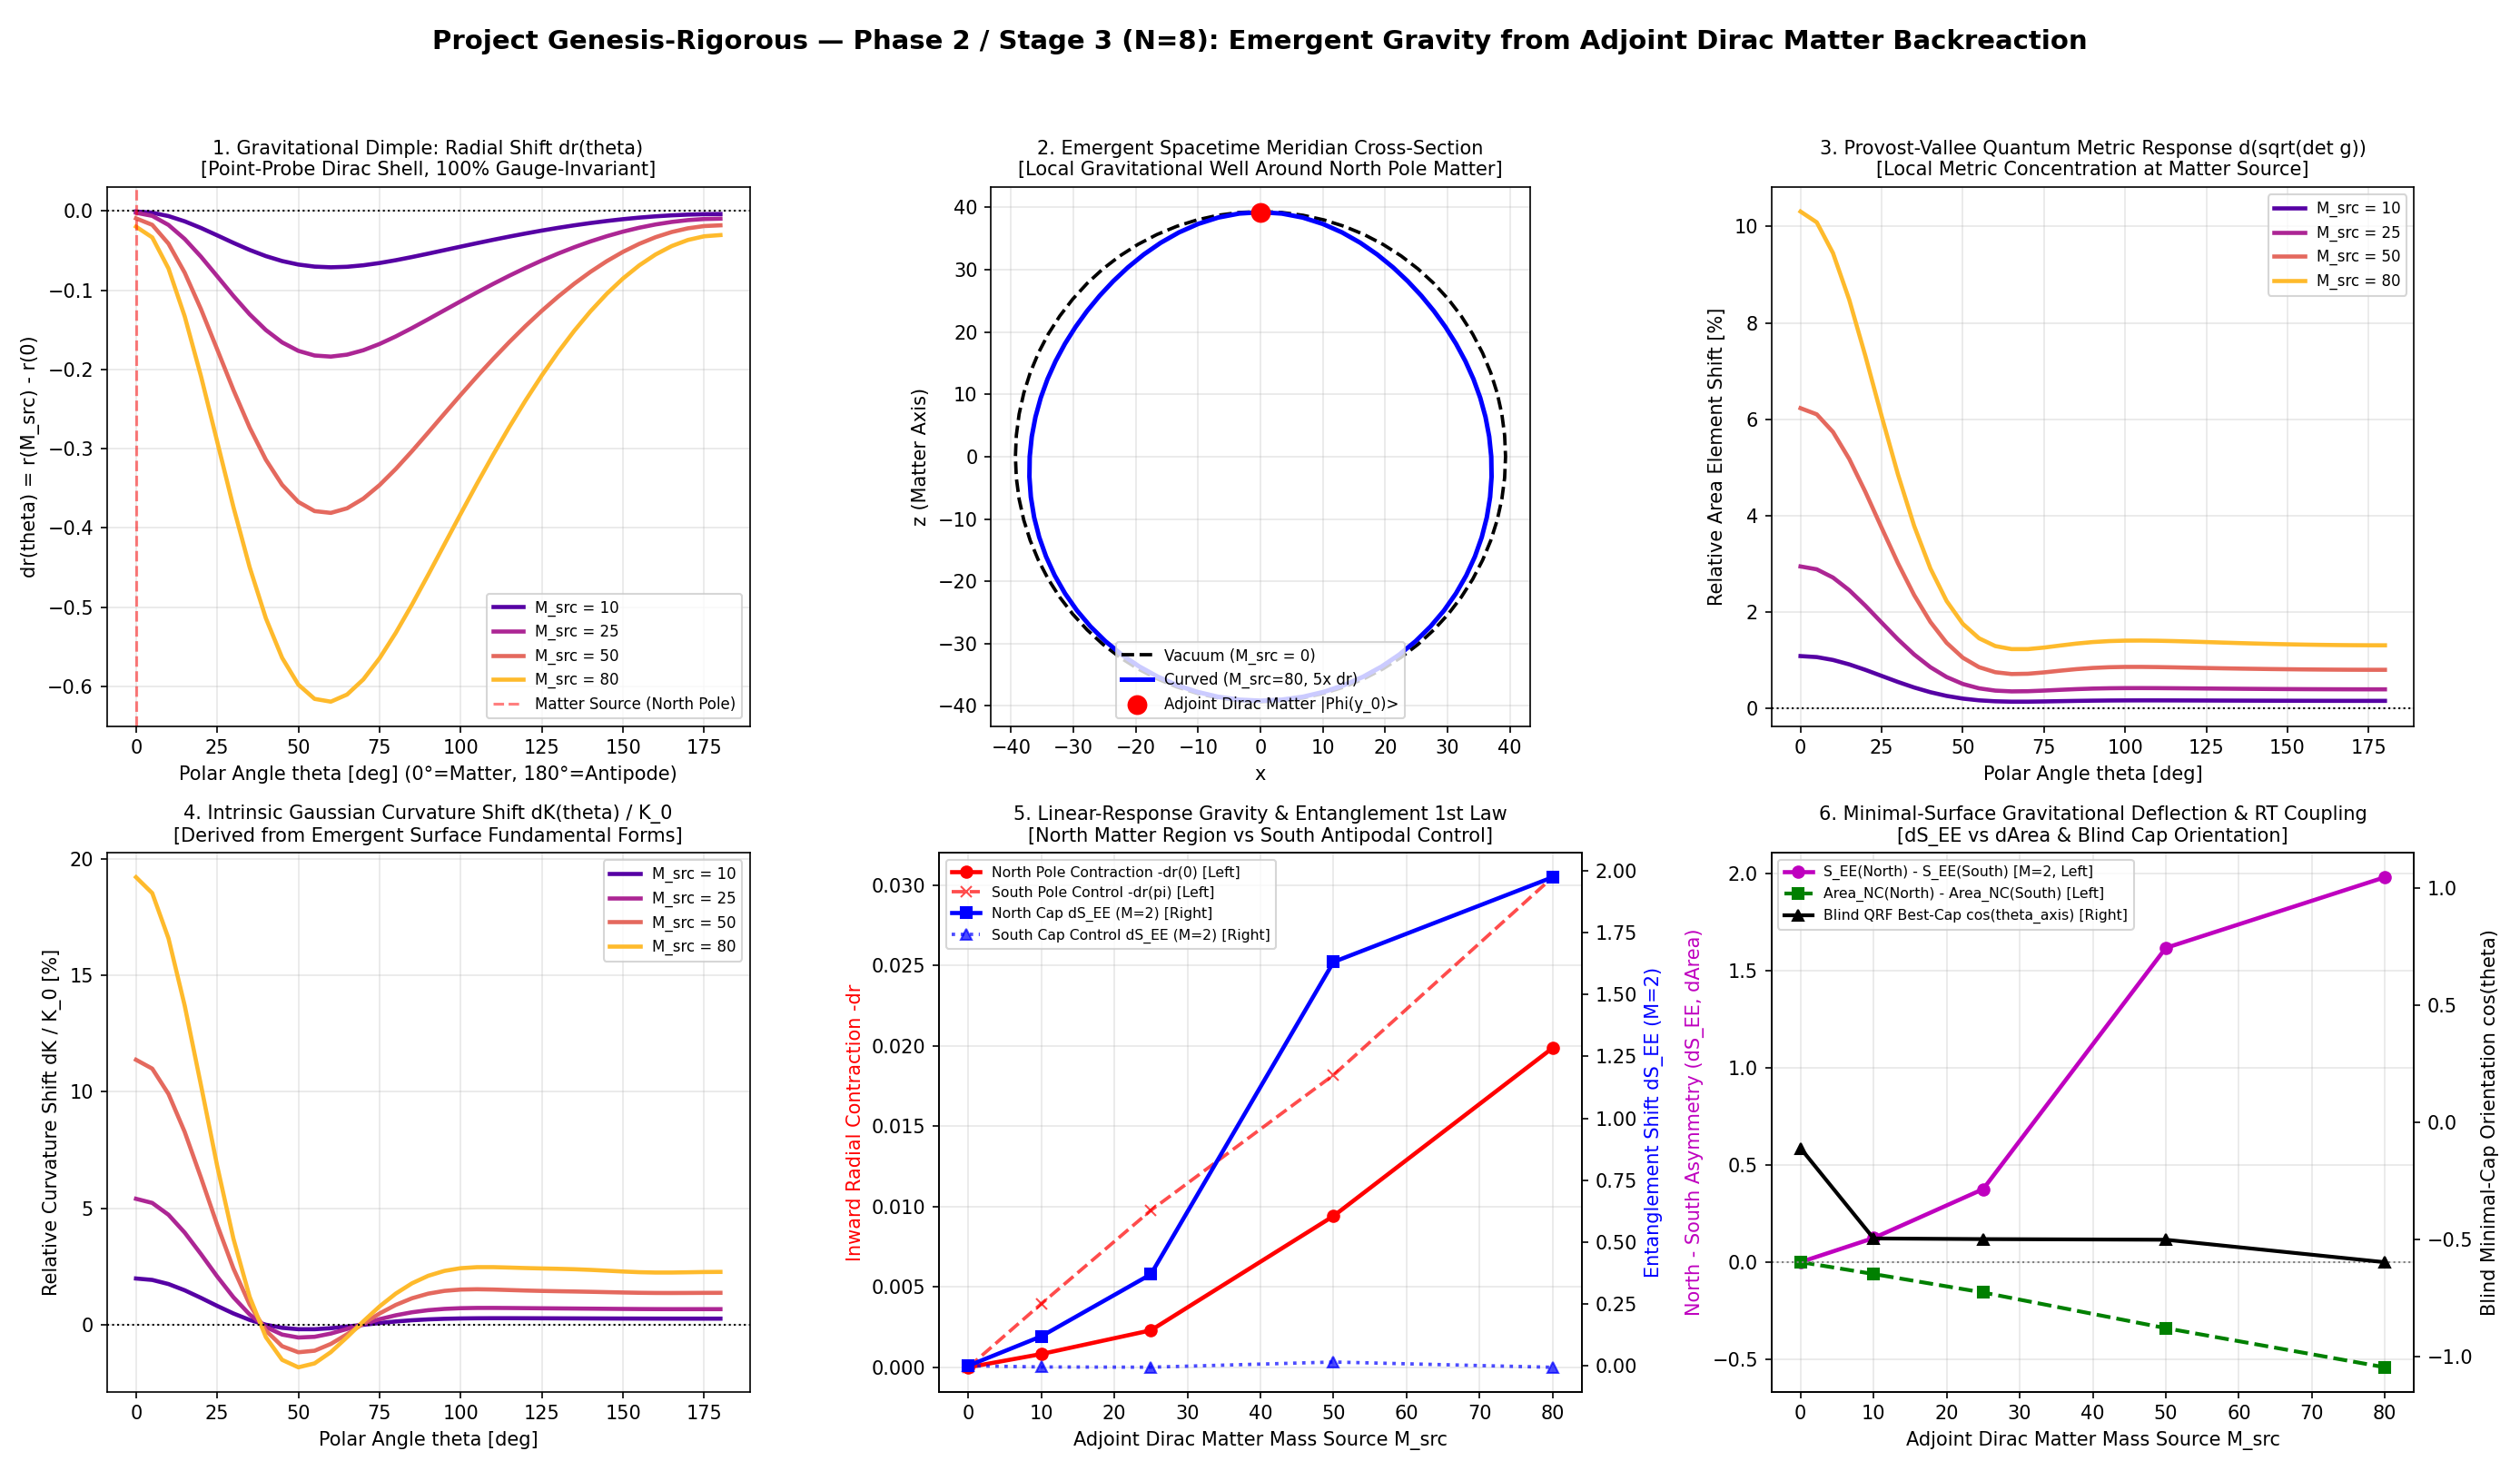 Project Genesis-Rigorous — Phase 2 / Stage 3 (N=8): Emergent Gravity from Adjoint Dirac Matter Backreaction
1. Gravitational Dimple: Radial Shift dr(theta)
[Point-Probe Dirac Shell, 100% Gauge-Invariant]
0.0
−0.1
−0.2
−0.3
−0.4
−0.5
−0.6
dr(theta) = r(M_src) - r(0)
M_src = 10
M_src = 25
M_src = 50
M_src = 80
Matter Source (North Pole)
0 25 50 75 100 125 150 175
Polar Angle theta [deg] (0°=Matter, 180°=Antipode)
2. Emergent Spacetime Meridian Cross-Section
[Local Gravitational Well Around North Pole Matter]
40
30
20
10
0
−10
−20
−30
−40
z (Matter Axis)
Vacuum (M_src = 0)
Curved (M_src=80, 5x dr)
Adjoint Dirac Matter |Phi(y_0)>
−40 −30 −20 −10 0 10 20 30 40
x
3. Provost-Vallee Quantum Metric Response d(sqrt(det g))
[Local Metric Concentration at Matter Source]
10
8
6
4
2
0
Relative Area Element Shift [%]
M_src = 10
M_src = 25
M_src = 50
M_src = 80
0 25 50 75 100 125 150 175
Polar Angle theta [deg]
4. Intrinsic Gaussian Curvature Shift dK(theta) / K_0
[Derived from Emergent Surface Fundamental Forms]
20
15
10
5
0
Relative Curvature Shift dK / K_0 [%]
M_src = 10
M_src = 25
M_src = 50
M_src = 80
0 25 50 75 100 125 150 175
Polar Angle theta [deg]
5. Linear-Response Gravity & Entanglement 1st Law
[North Matter Region vs South Antipodal Control]
0.030
0.025
0.020
0.015
0.010
0.005
0.000
Inward Radial Contraction -dr
North Pole Contraction -dr(0) [Left]
South Pole Control -dr(pi) [Left]
North Cap dS_EE (M=2) [Right]
South Cap Control dS_EE (M=2) [Right]
2.00
1.75
1.50
1.25
1.00
0.75
0.50
0.25
0.00
Entanglement Shift dS_EE (M=2)
0 10 20 30 40 50 60 70 80
Adjoint Dirac Matter Mass Source M_src
6. Minimal-Surface Gravitational Deflection & RT Coupling
[dS_EE vs dArea & Blind Cap Orientation]
2.0
1.5
1.0
0.5
0.0
−0.5
North - South Asymmetry (dS_EE, dArea)
S_EE(North) - S_EE(South) [M=2, Left]
Area_NC(North) - Area_NC(South) [Left]
Blind QRF Best-Cap cos(theta_axis) [Right]
1.0
0.5
0.0
−0.5
−1.0
Blind Minimal-Cap Orientation cos(theta)
0 10 20 30 40 50 60 70 80
Adjoint Dirac Matter Mass Source M_src